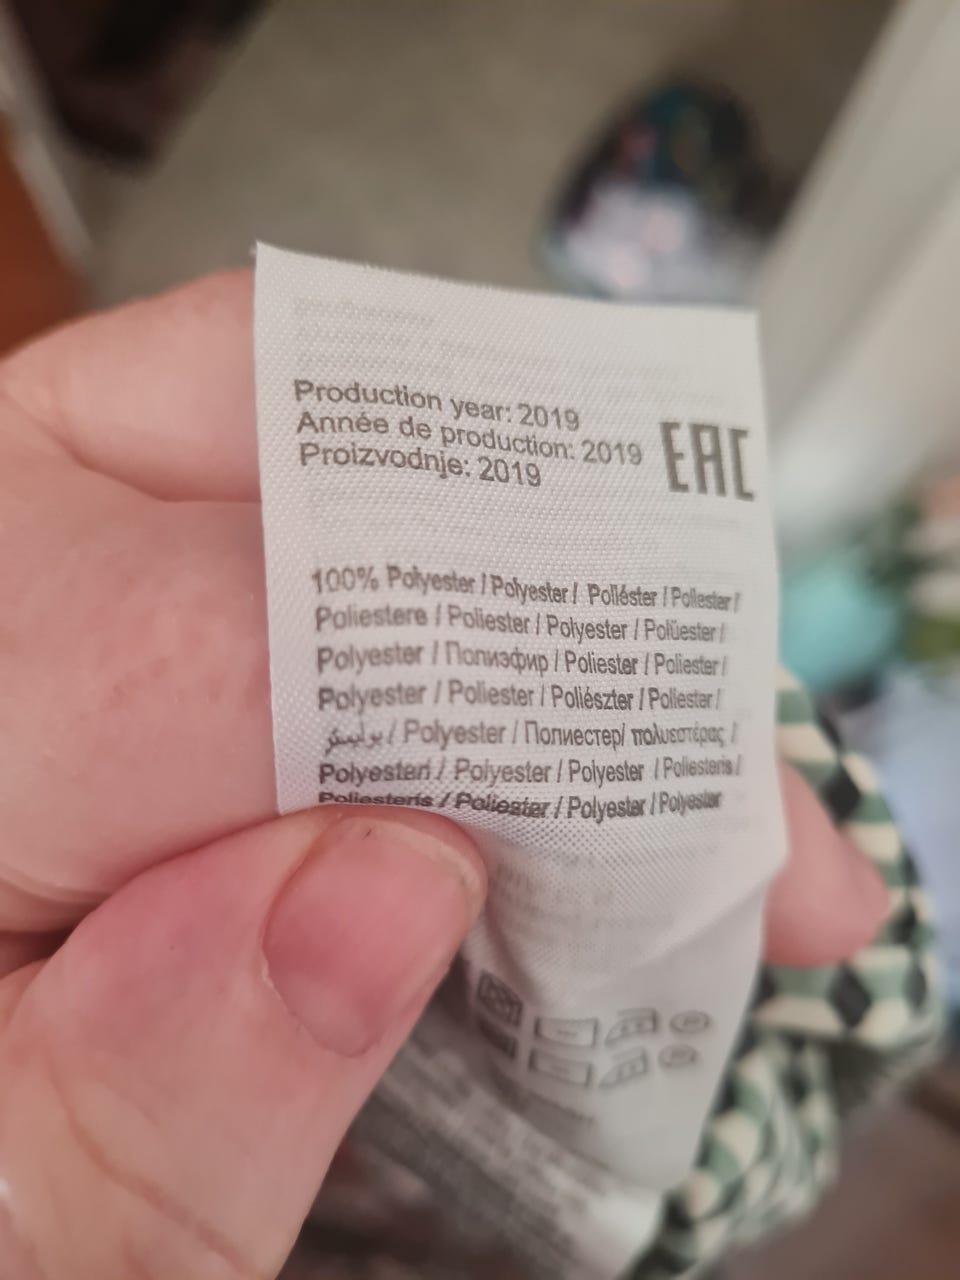 Production year: 2019
Année de production: 2019
Proizvodnje: 2019
EAC
100% Polyester / Polyester / Poliéster / Poliester /
Poliestere / Poliester / Polyester / Polüester /
Polyester / Полиэфир / Poliester / Poliester /
Polyester / Poliester / Poliészter / Poliester /
/ Polyester / Полиестер/ πολυεστέρας /
Polyesteri / Polyester / Polyester / Poliesteris /
Poliesteris / Poliester / Polyester / Polyester